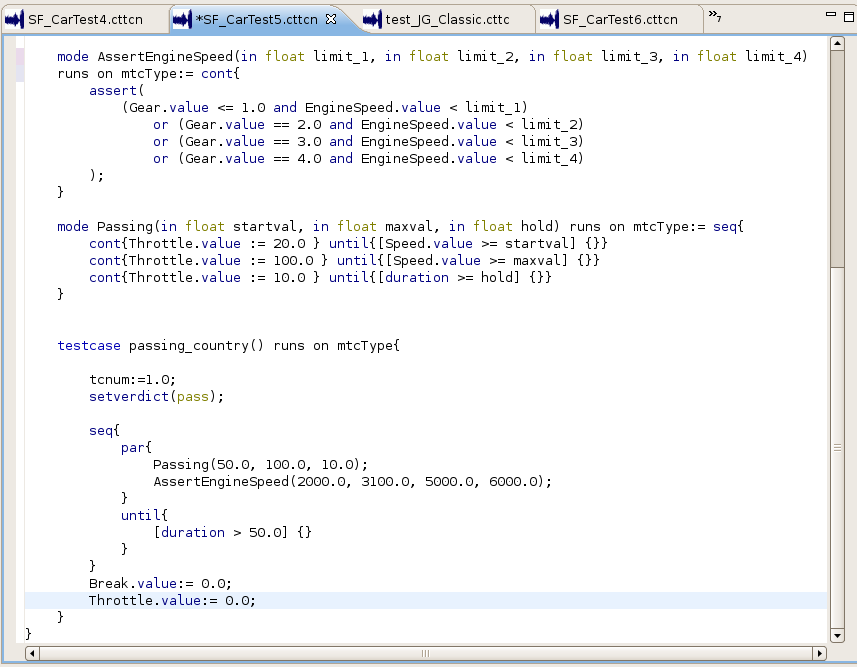 SF_CarTest4.cttcn *SF_CarTest5.cttcn test_JG_Classic.cttc SF_CarTest6.cttcn »7
mode AssertEngineSpeed(in float limit_1, in float limit_2, in float limit_3, in float limit_4)
runs on mtcType:= cont{
assert(
(Gear.value <= 1.0 and EngineSpeed.value < limit_1)
or (Gear.value == 2.0 and EngineSpeed.value < limit_2)
or (Gear.value == 3.0 and EngineSpeed.value < limit_3)
or (Gear.value == 4.0 and EngineSpeed.value < limit_4)
);
}
mode Passing(in float startval, in float maxval, in float hold) runs on mtcType:= seq{
cont{Throttle.value := 20.0 } until{[Speed.value >= startval] {}}
cont{Throttle.value := 100.0 } until{[Speed.value >= maxval] {}}
cont{Throttle.value := 10.0 } until{[duration >= hold] {}}
}
testcase passing_country() runs on mtcType{
tcnum:=1.0;
setverdict(pass);
seq{
par{
Passing(50.0, 100.0, 10.0);
AssertEngineSpeed(2000.0, 3100.0, 5000.0, 6000.0);
}
until{
[duration > 50.0] {}
}
}
Break.value:= 0.0;
Throttle.value:= 0.0;
}
}